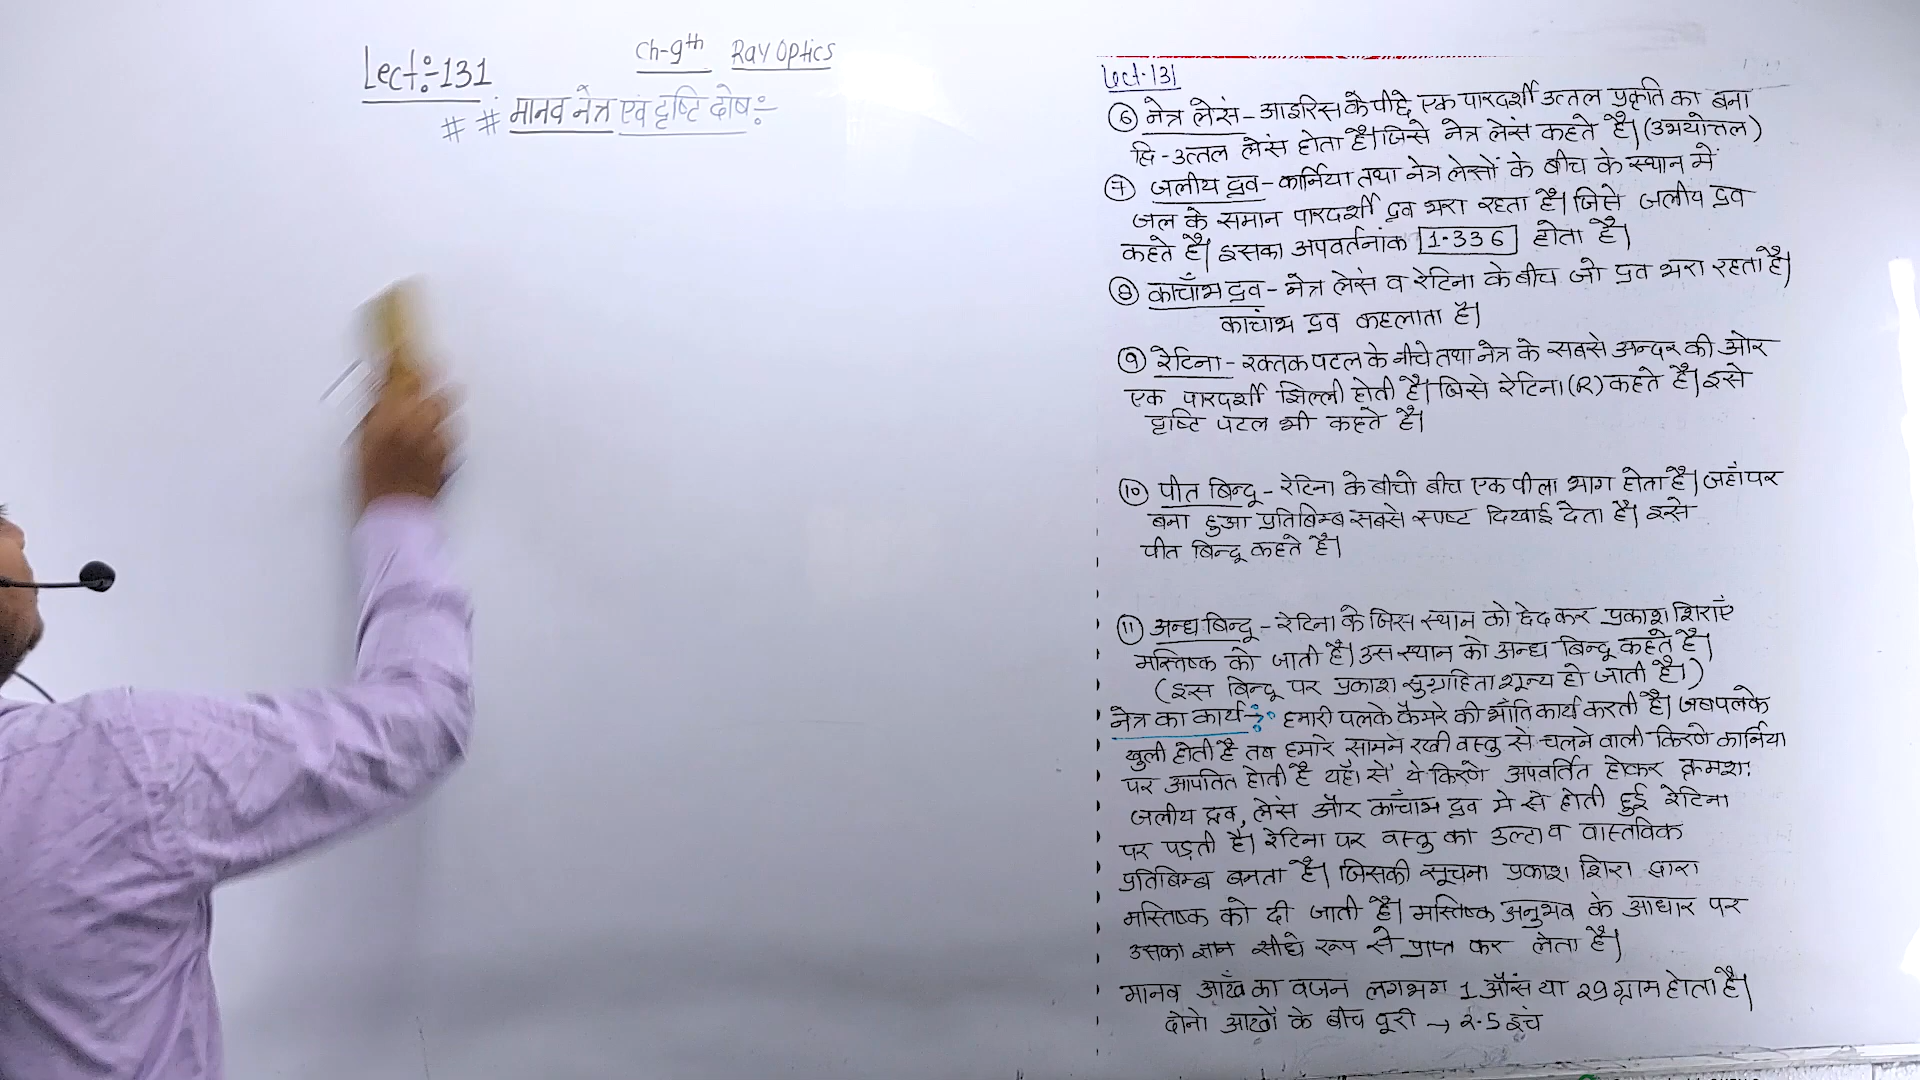 Lect:-131
Ch-9th Ray Optics
# # मानव नेत्र एवं दृष्टि दोष:-
Lect-131
⑥ नेत्र लेसं - आइरिस के पीछे एक पारदर्शी उत्तल प्रकृति का बना
द्वि-उत्तल लेंस होता है। जिसे नेत्र लेंस कहते है। (उभयोत्तल)
⑦ जलीय द्रव - कार्निया तथा नेत्र लेसों के बीच के स्थान में
जल के समान पारदर्शी द्रव भरा रहता है। जिसे जलीय द्रव
कहते है। इसका अपवर्तनांक 1.336 होता है।
⑧ काचाँभ द्रव - नेत्र लेसं व रेटिना के बीच जो द्रव भरा रहता है।
काचांभ द्रव कहलाता है।
⑨ रेटिना - रक्तक पटल के नीचे तथा नेत्र के सबसे अन्दर की ओर
एक पारदर्शी झिल्ली होती है। जिसे रेटिना (R) कहते है। इसे
दृष्टि पटल भी कहते है।
⑩ पीत बिन्दू - रेटिना के बीचो बीच एक पीला भाग होता है। जहाँ पर
बना हुआ प्रतिबिम्ब सबसे स्पष्ट दिखाई देता है। इसे
पीत बिन्दू कहते है।
⑪ अन्ध बिन्दू - रेटिना के जिस स्थान को छेद कर प्रकाश शिराएँ
मस्तिष्क को जाती है। उस स्थान को अन्ध बिन्दू कहते है।
(इस बिन्दू पर प्रकाश सुग्राहिता शून्य हो जाती है।)
नेत्र का कार्य -: हमारी पलके कैमरे की भाँति कार्य करती है। जब पलके
खुली होती है तब हमारे सामने रखी वस्तु से चलने वाली किरणे कार्निया
पर आपतित होती है यहाँ से ये किरणे अपवर्तित होकर क्रमशः
जलीय द्रव, लेंस और काँचाभ द्रव मे से होती हुई रेटिना
पर पड़ती है। रेटिना पर वस्तु का उल्टा व वास्तविक
प्रतिबिम्ब बनता है। जिसकी सूचना प्रकाश शिरा द्वारा
मस्तिष्क को दी जाती है। मस्तिष्क अनुभव के आधार पर
उसका ज्ञान सीधे रूप से प्राप्त कर लेता है।
मानव आँख का वजन लगभग 1 औंस या 29 ग्राम होता है।
दोनो आखों के बीच दूरी → 2.5 इंच